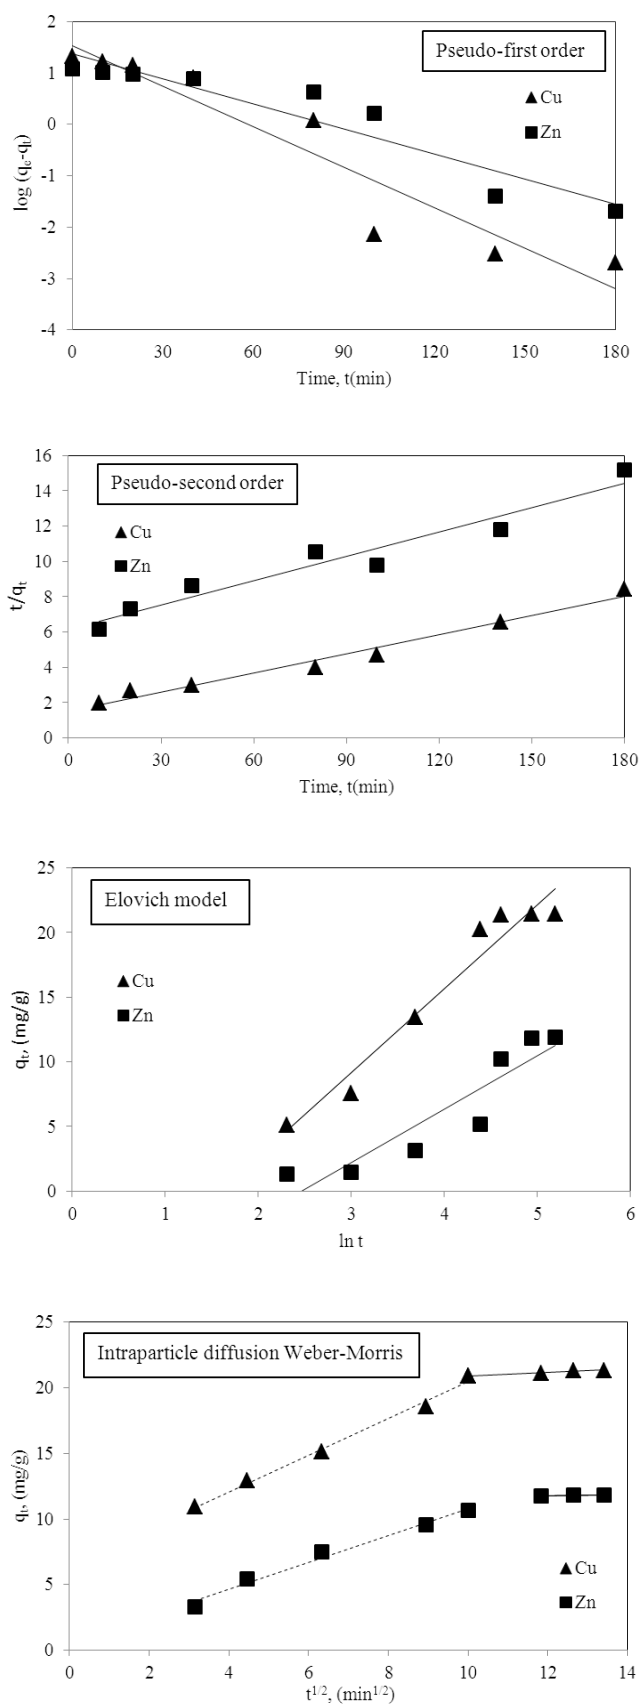 2
1
0
-1
-2
-3
-4
log (qₑ-qₜ)
Pseudo-first order
Cu
Zn
0 30 60 90 120 150 180
Time, t(min)
16
14
12
10
8
6
4
2
0
t/qₜ
Pseudo-second order
Cu
Zn
0 30 60 90 120 150 180
Time, t(min)
25
20
15
10
5
0
qₜ, (mg/g)
Elovich model
Cu
Zn
0 1 2 3 4 5 6
ln t
25
20
15
10
5
0
qₜ, (mg/g)
Intraparticle diffusion Weber-Morris
Cu
Zn
0 2 4 6 8 10 12 14
t¹/², (min¹/²)